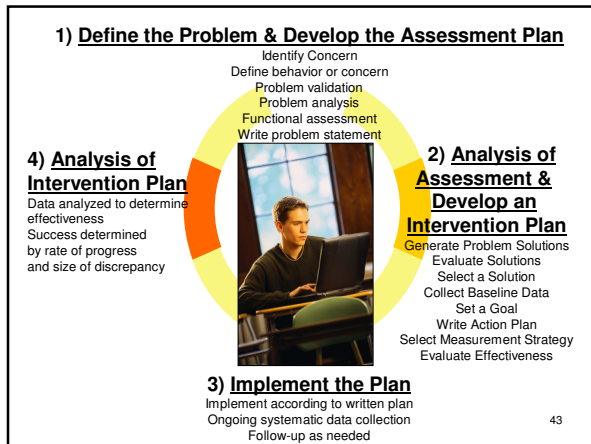 1) Define the Problem & Develop the Assessment Plan
Identify Concern
Define behavior or concern
Problem validation
Problem analysis
Functional assessment
Write problem statement
2) Analysis of
Assessment &
Develop an
Intervention Plan
Generate Problem Solutions
Evaluate Solutions
Select a Solution
Collect Baseline Data
Set a Goal
Write Action Plan
Select Measurement Strategy
Evaluate Effectiveness
3) Implement the Plan
Implement according to written plan
Ongoing systematic data collection
Follow-up as needed
4) Analysis of
Intervention Plan
Data analyzed to determine
effectiveness
Success determined
by rate of progress
and size of discrepancy
43